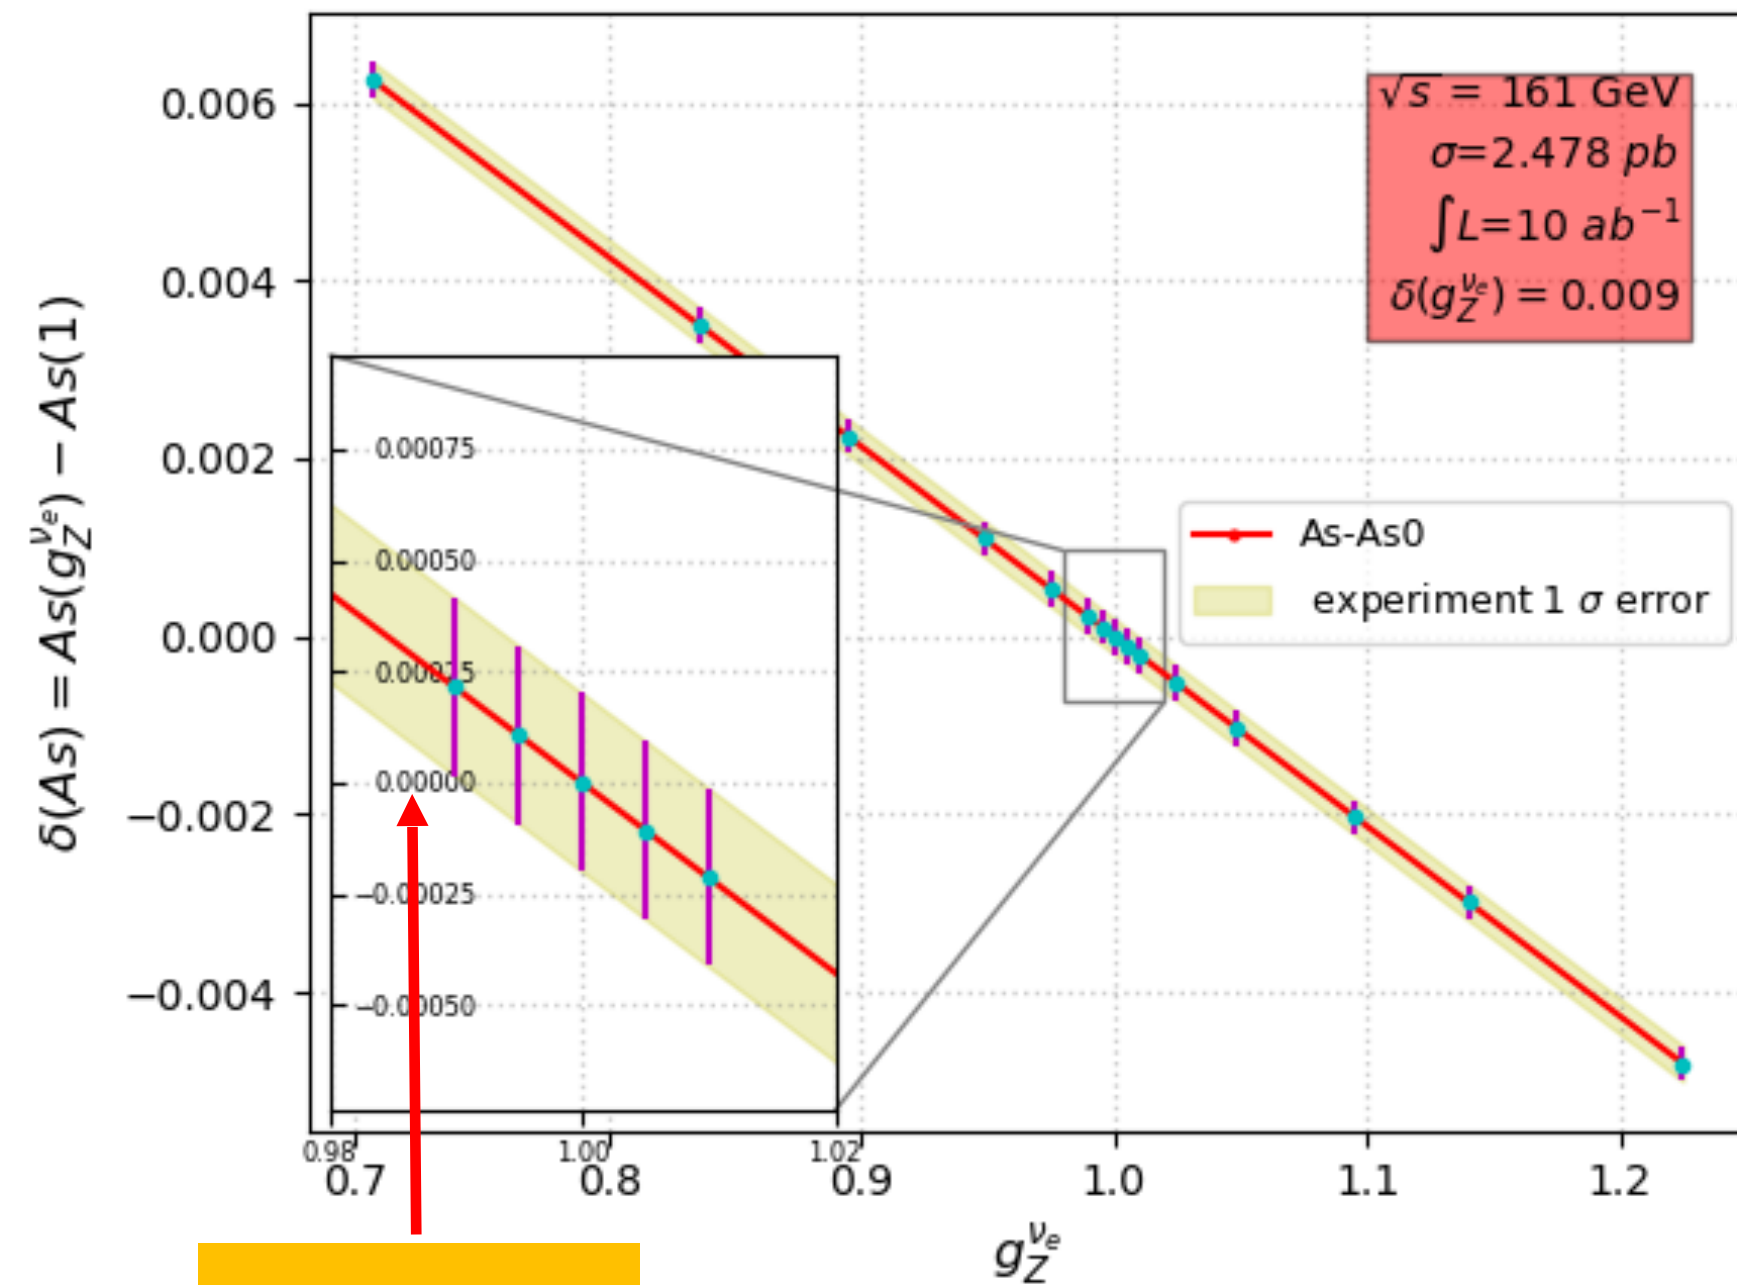 0.006
0.004
0.002
0.000
−0.002
−0.004
δ(As) = As(g_Z^{ν_e}) − As(1)
√s = 161 GeV
σ=2.478 pb
∫L=10 ab⁻¹
δ(g_Z^{ν_e}) = 0.009
As-As0
experiment 1 σ error
0.00075
0.00050
0.00025
0.00000
−0.00025
−0.00050
0.98 1.00 1.02
0.7 0.8 0.9 1.0 1.1 1.2
g_Z^{ν_e}